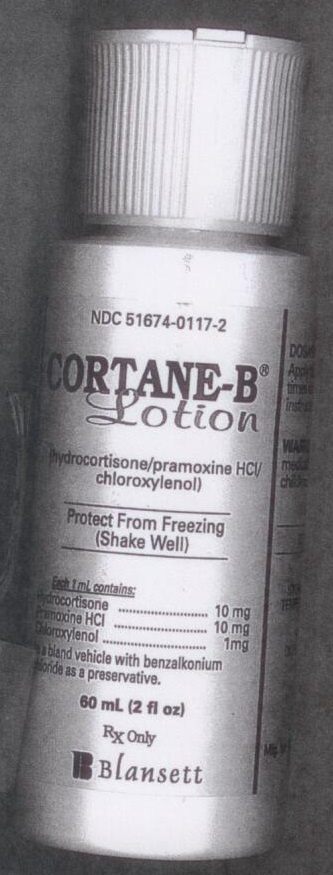 NDC 51674-0117-2
CORTANE-B®
Lotion
(hydrocortisone/pramoxine HCl/
chloroxylenol)
Protect From Freezing
(Shake Well)
Each 1 mL contains:
Hydrocortisone .......................... 10 mg
Pramoxine HCl .......................... 10 mg
Chloroxylenol .......................... 1mg
a bland vehicle with benzalkonium
as a preservative.
60 mL (2 fl oz)
Rx Only
B Blansett